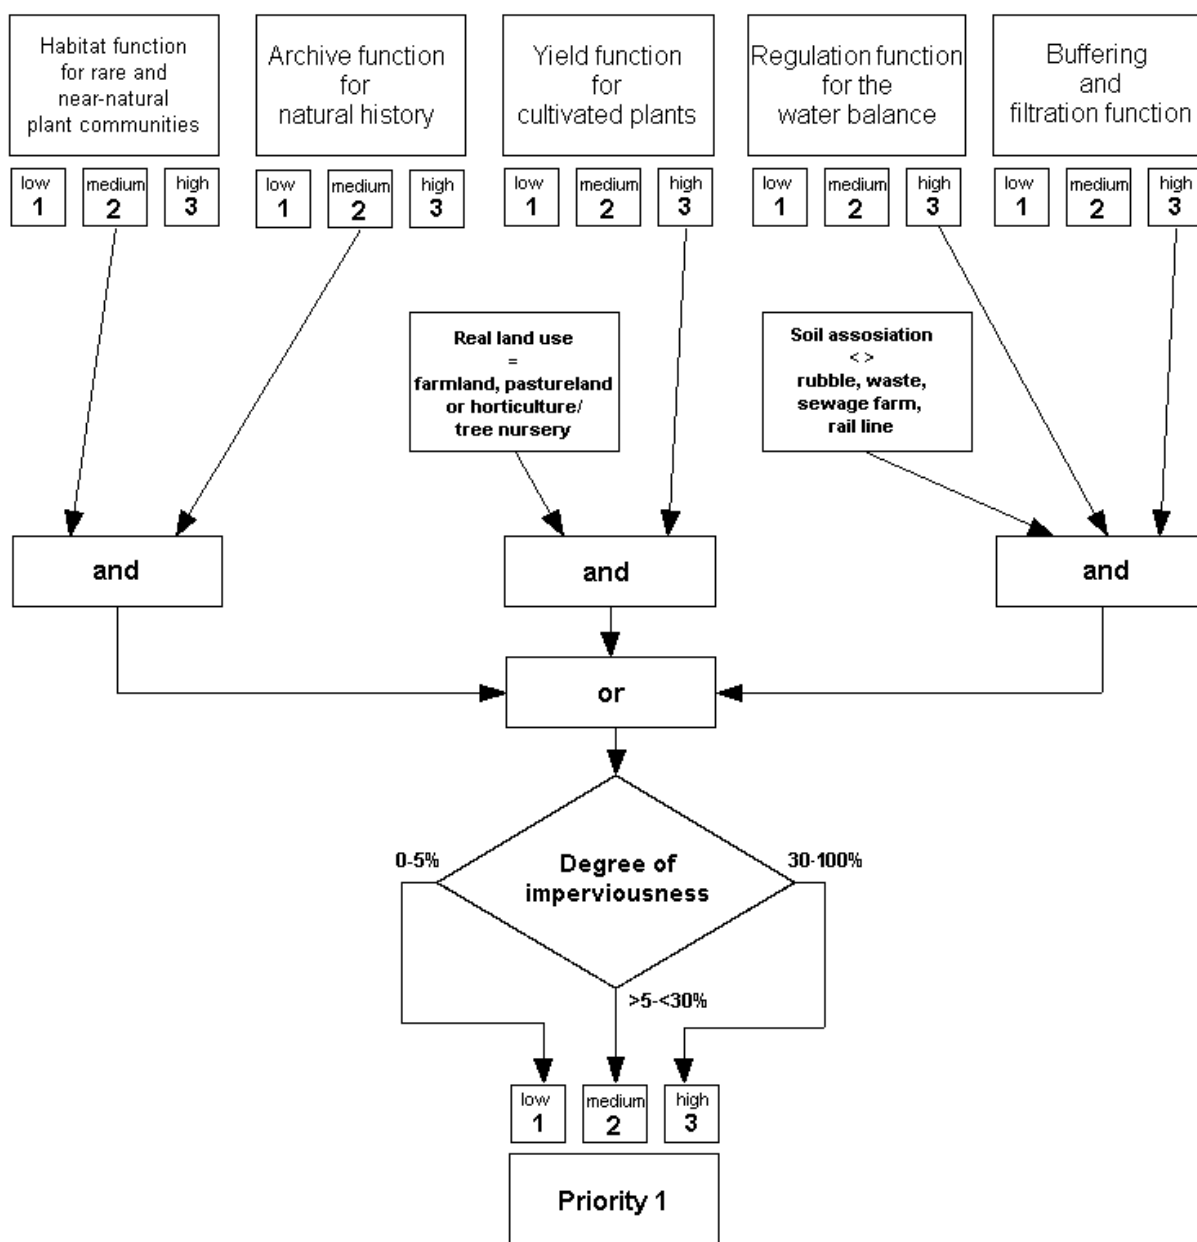 Habitat function
for rare and
near-natural
plant communities
Archive function
for
natural history
Yield function
for
cultivated plants
Regulation function
for the
water balance
Buffering
and
filtration function
low
1
medium
2
high
3
low
1
medium
2
high
3
low
1
medium
2
high
3
low
1
medium
2
high
3
low
1
medium
2
high
3
Real land use
=
farmland, pastureland
or horticulture/
tree nursery
Soil assosiation
< >
rubble, waste,
sewage farm,
rail line
and
and
and
or
0-5%
Degree of
imperviousness
30-100%
>5-<30%
low
1
medium
2
high
3
Priority 1